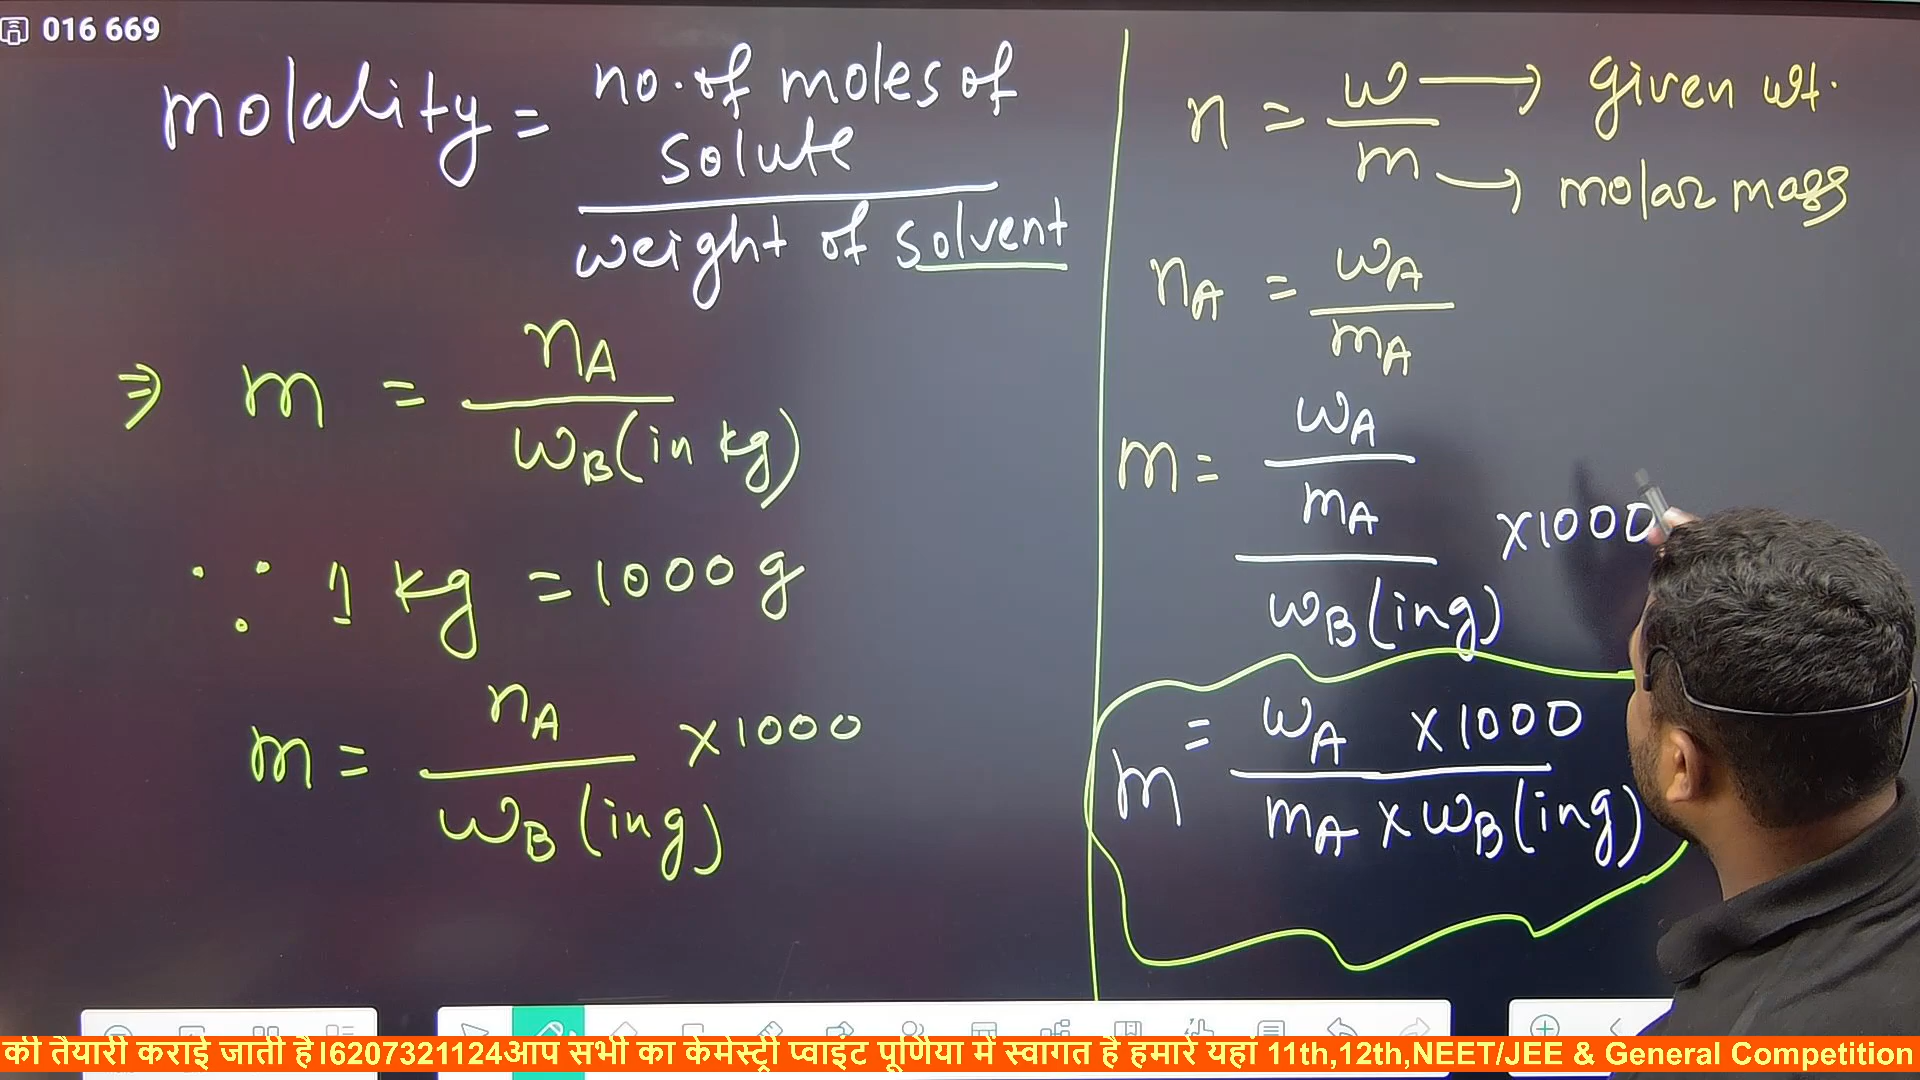 016 669
molality = no. of moles of
solute
weight of solvent
⇒ m = nA
wB (in kg)
∵ 1 kg = 1000 g
m = nA × 1000
wB (in g)
n = w → given wt.
m → molar mass
nA = wA
mA
m = wA
mA
× 1000
wB (in g)
m = wA × 1000
mA × wB (in g)
की तैयारी कराई जाती है।6207321124आप सभी का केमेस्ट्री प्वाइंट पूर्णिया में स्वागत है हमारे यहां 11th,12th,NEET/JEE & General Competition